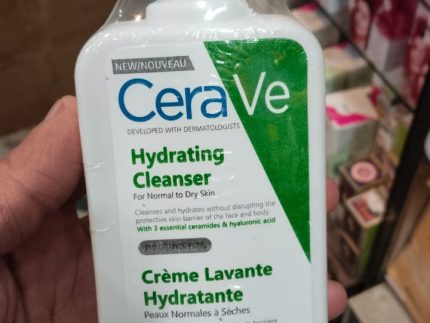 NEW/NOUVEAU
CeraVe
DEVELOPED WITH DERMATOLOGISTS
Hydrating
Cleanser
For Normal to Dry Skin
Cleanses and hydrates without disrupting the
protective skin barrier of the face and body
With 3 essential ceramides & hyaluronic acid
Crème Lavante
Hydratante
Peaux Normales à Sèches